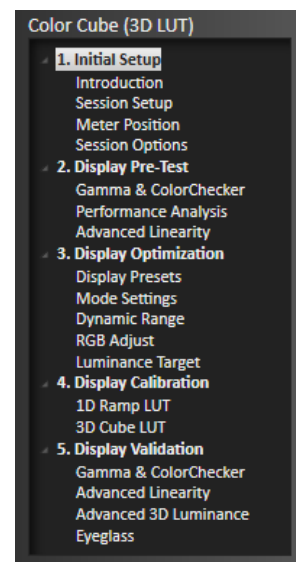 Color Cube (3D LUT)
1. Initial Setup
Introduction
Session Setup
Meter Position
Session Options
2. Display Pre-Test
Gamma & ColorChecker
Performance Analysis
Advanced Linearity
3. Display Optimization
Display Presets
Mode Settings
Dynamic Range
RGB Adjust
Luminance Target
4. Display Calibration
1D Ramp LUT
3D Cube LUT
5. Display Validation
Gamma & ColorChecker
Advanced Linearity
Advanced 3D Luminance
Eyeglass